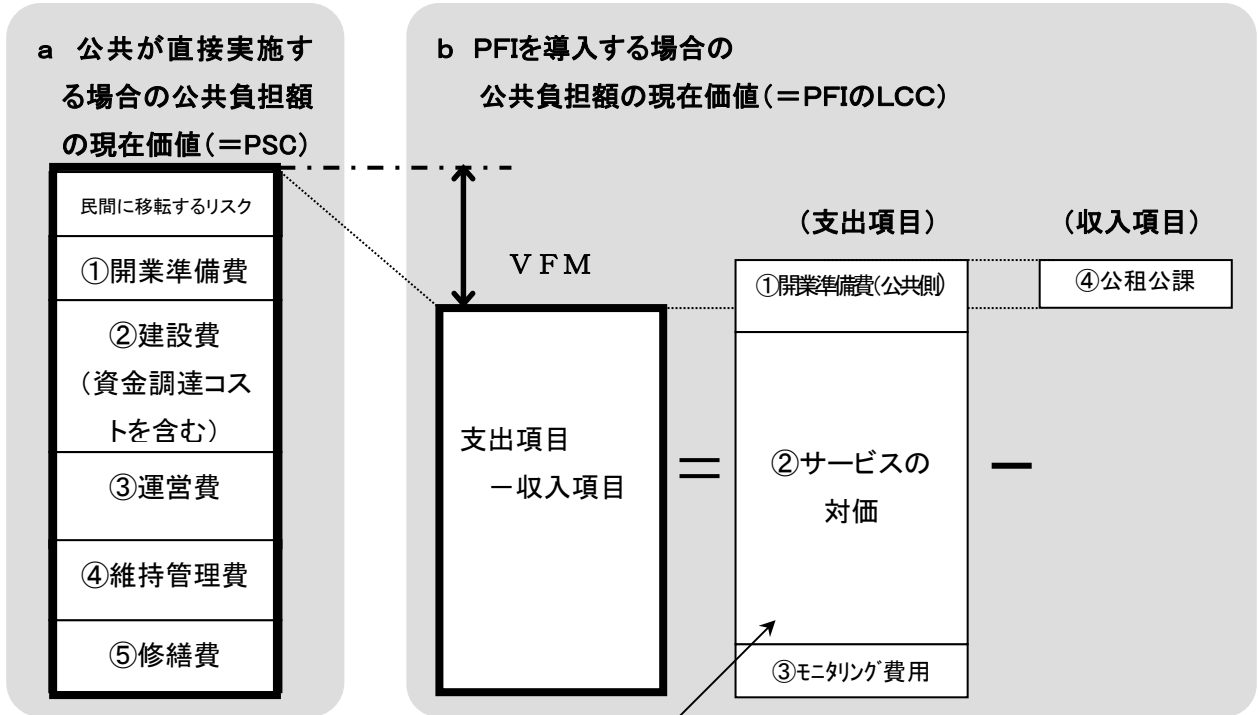 a 公共が直接実施す
る場合の公共負担額
の現在価値(＝PSC)
民間に移転するリスク
①開業準備費
②建設費
(資金調達コス
トを含む)
③運営費
④維持管理費
⑤修繕費
b PFIを導入する場合の
公共負担額の現在価値(＝PFIのLCC)
ＶＦＭ
支出項目
－収入項目
＝
(支出項目)
①開業準備費(公共側)
②サービスの
対価
③モニタリング費用
－
(収入項目)
④公租公課